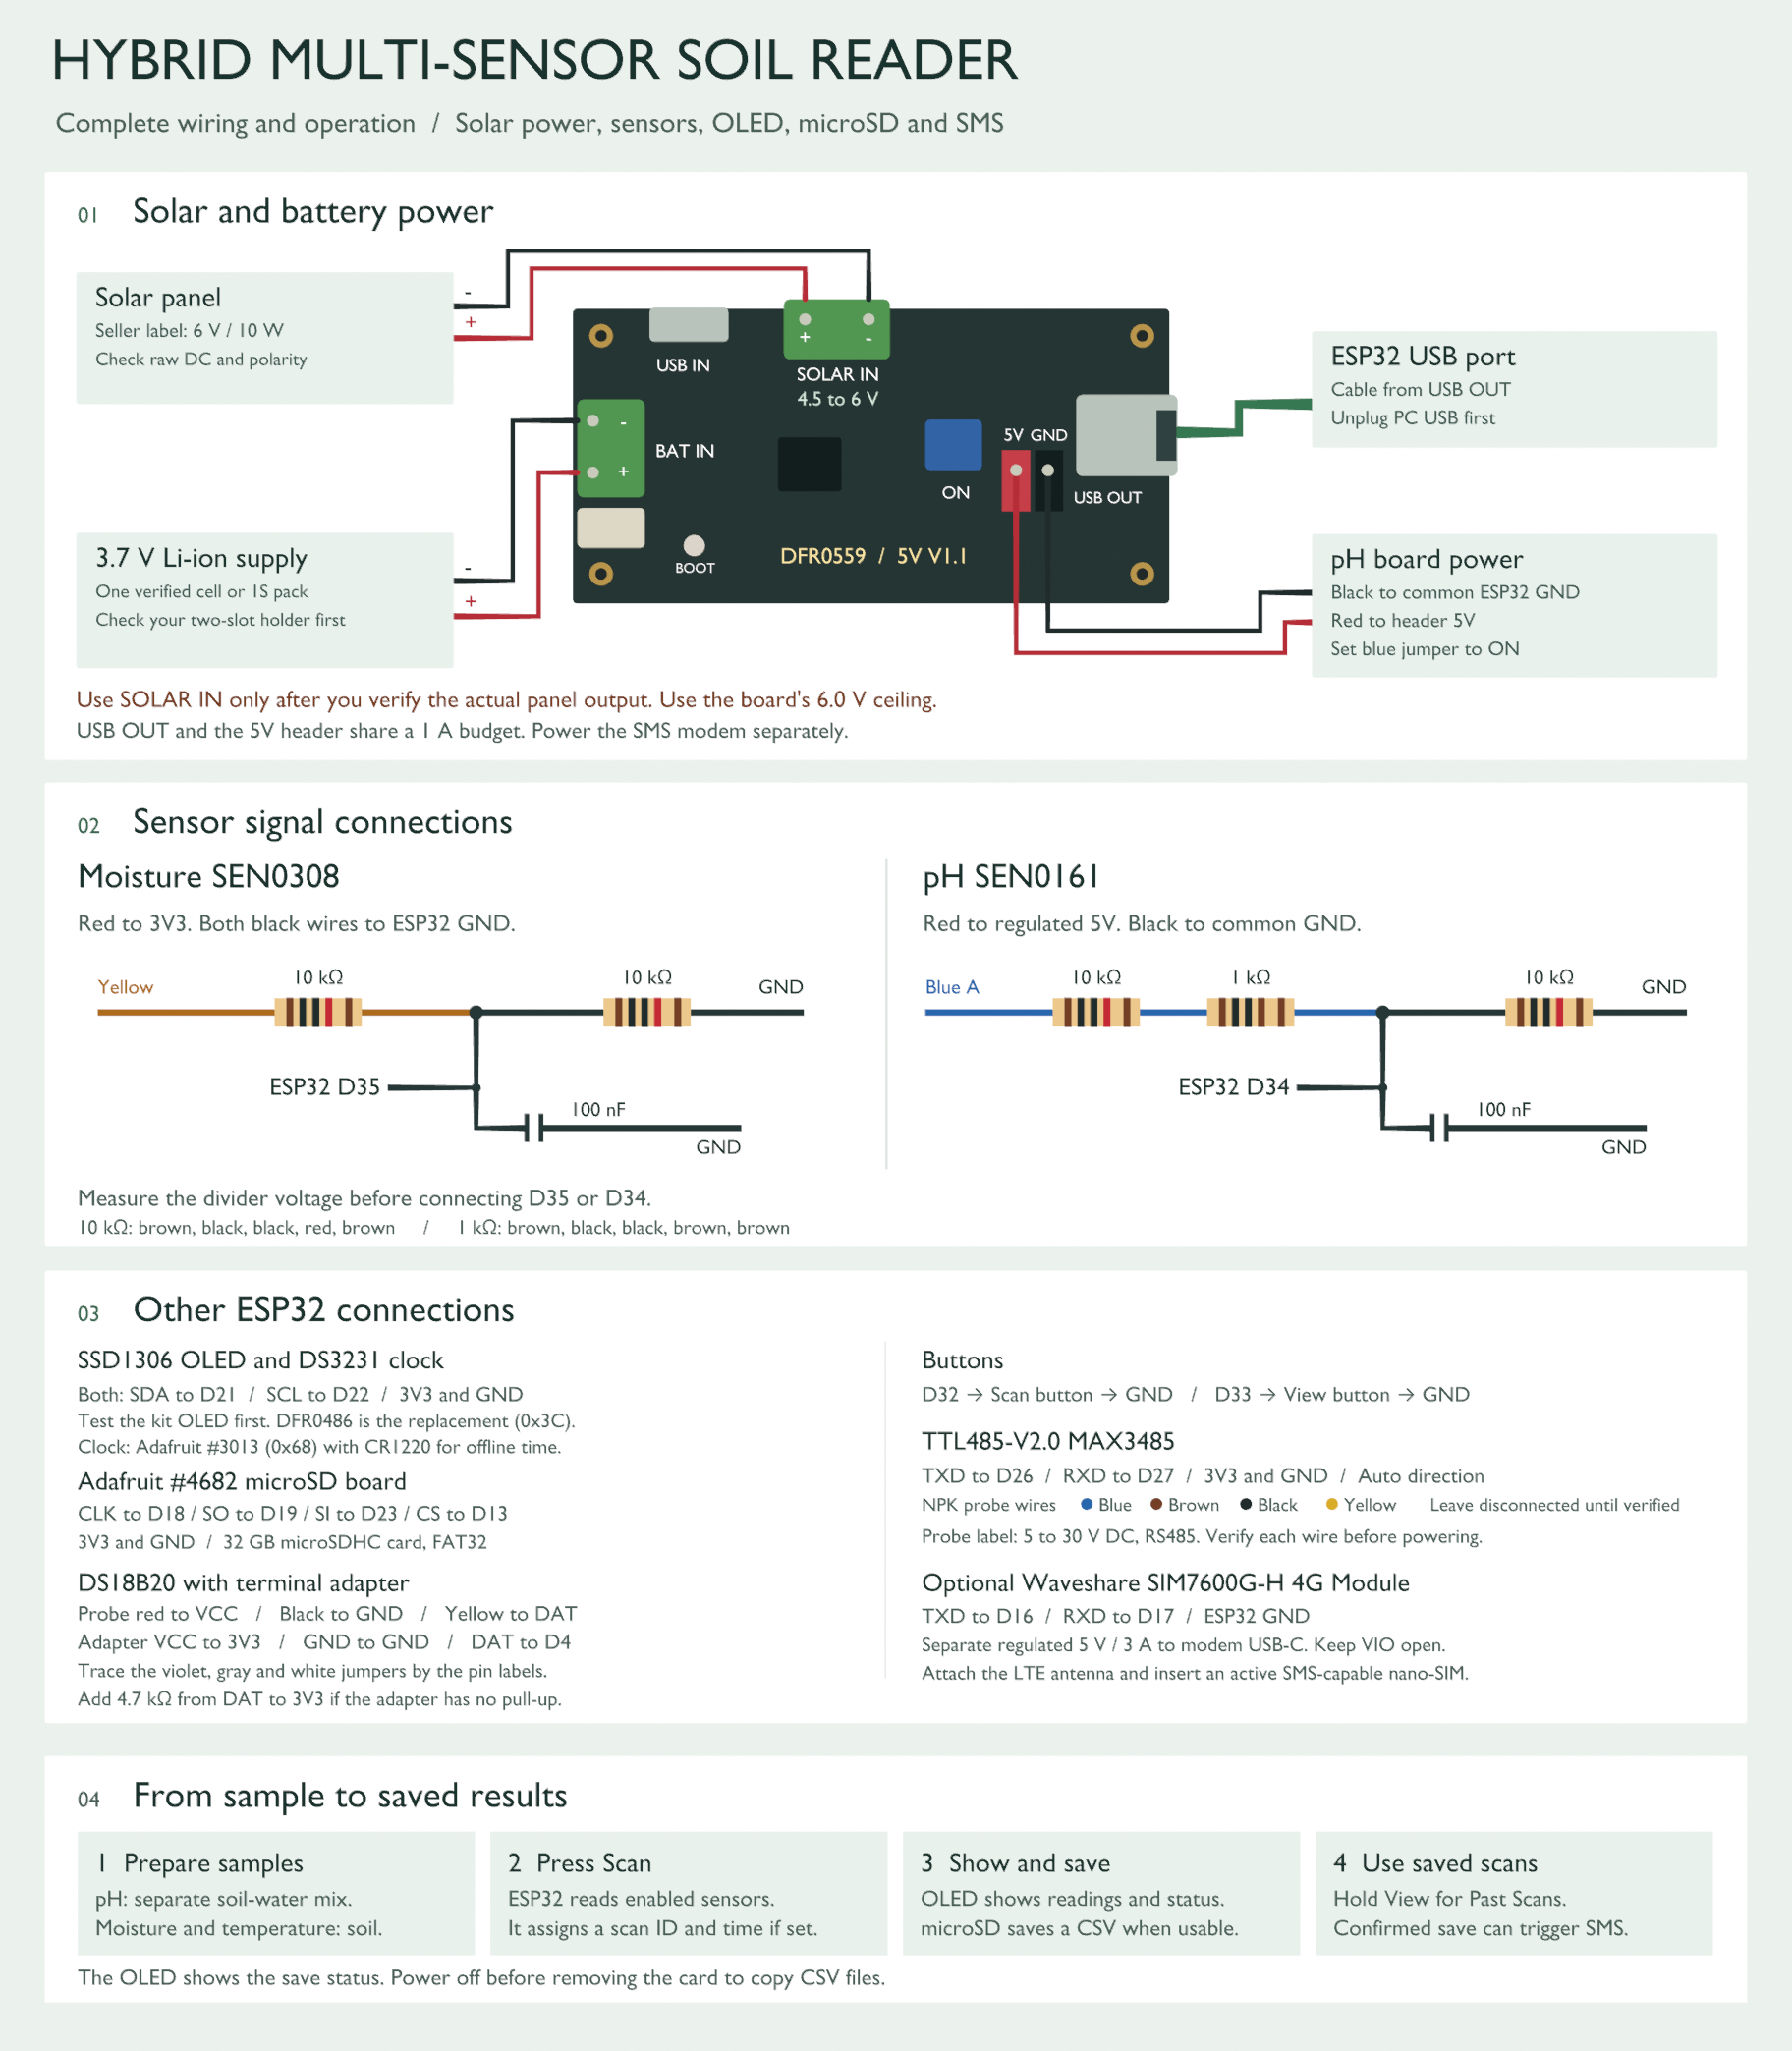 HYBRID MULTI-SENSOR SOIL READER
Complete wiring and operation / Solar power, sensors, OLED, microSD and SMS
01 Solar and battery power
Solar panel
Seller label: 6 V / 10 W
Check raw DC and polarity
-
+
USB IN
+ -
SOLAR IN
4.5 to 6 V
-
+
BAT IN
ON
5V GND
USB OUT
BOOT
DFR0559 / 5V V1.1
ESP32 USB port
Cable from USB OUT
Unplug PC USB first
3.7 V Li-ion supply
One verified cell or 1S pack
Check your two-slot holder first
-
+
pH board power
Black to common ESP32 GND
Red to header 5V
Set blue jumper to ON
Use SOLAR IN only after you verify the actual panel output. Use the board's 6.0 V ceiling.
USB OUT and the 5V header share a 1 A budget. Power the SMS modem separately.
02 Sensor signal connections
Moisture SEN0308
Red to 3V3. Both black wires to ESP32 GND.
Yellow
10 kΩ
10 kΩ
GND
ESP32 D35
100 nF
GND
pH SEN0161
Red to regulated 5V. Black to common GND.
Blue A
10 kΩ
1 kΩ
10 kΩ
GND
ESP32 D34
100 nF
GND
Measure the divider voltage before connecting D35 or D34.
10 kΩ: brown, black, black, red, brown / 1 kΩ: brown, black, black, brown, brown
03 Other ESP32 connections
SSD1306 OLED and DS3231 clock
Both: SDA to D21 / SCL to D22 / 3V3 and GND
Test the kit OLED first. DFR0486 is the replacement (0x3C).
Clock: Adafruit #3013 (0x68) with CR1220 for offline time.
Adafruit #4682 microSD board
CLK to D18 / SO to D19 / SI to D23 / CS to D13
3V3 and GND / 32 GB microSDHC card, FAT32
DS18B20 with terminal adapter
Probe red to VCC / Black to GND / Yellow to DAT
Adapter VCC to 3V3 / GND to GND / DAT to D4
Trace the violet, gray and white jumpers by the pin labels.
Add 4.7 kΩ from DAT to 3V3 if the adapter has no pull-up.
Buttons
D32 → Scan button → GND / D33 → View button → GND
TTL485-V2.0 MAX3485
TXD to D26 / RXD to D27 / 3V3 and GND / Auto direction
NPK probe wires Blue Brown Black Yellow Leave disconnected until verified
Probe label: 5 to 30 V DC, RS485. Verify each wire before powering.
Optional Waveshare SIM7600G-H 4G Module
TXD to D16 / RXD to D17 / ESP32 GND
Separate regulated 5 V / 3 A to modem USB-C. Keep VIO open.
Attach the LTE antenna and insert an active SMS-capable nano-SIM.
04 From sample to saved results
1 Prepare samples
pH: separate soil-water mix.
Moisture and temperature: soil.
2 Press Scan
ESP32 reads enabled sensors.
It assigns a scan ID and time if set.
3 Show and save
OLED shows readings and status.
microSD saves a CSV when usable.
4 Use saved scans
Hold View for Past Scans.
Confirmed save can trigger SMS.
The OLED shows the save status. Power off before removing the card to copy CSV files.